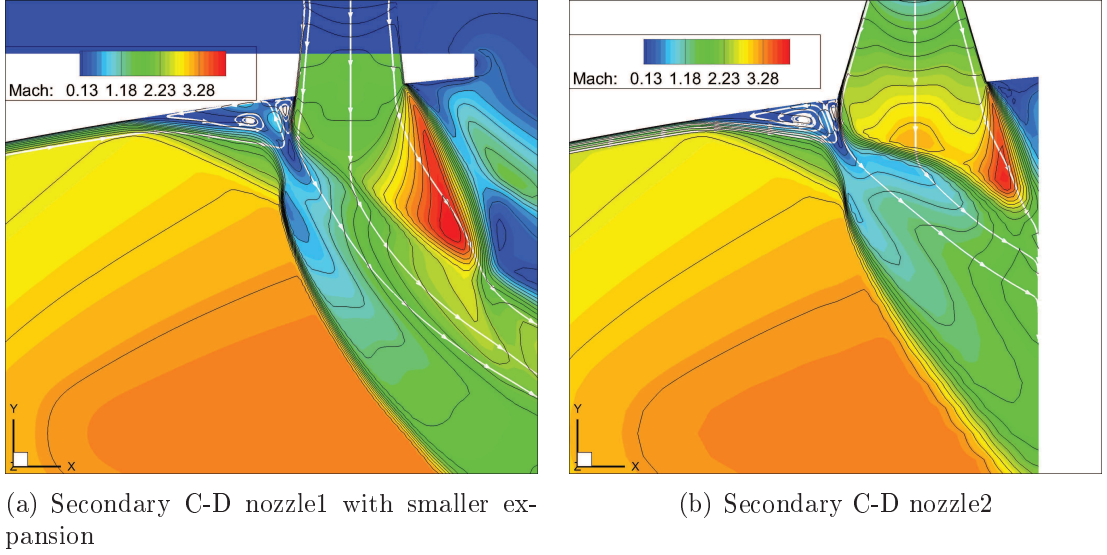 Mach: 0.13 1.18 2.23 3.28
Y
Z
X
Mach: 0.13 1.18 2.23 3.28
Y
Z
X
(a) Secondary C-D nozzle1 with smaller ex-
pansion
(b) Secondary C-D nozzle2